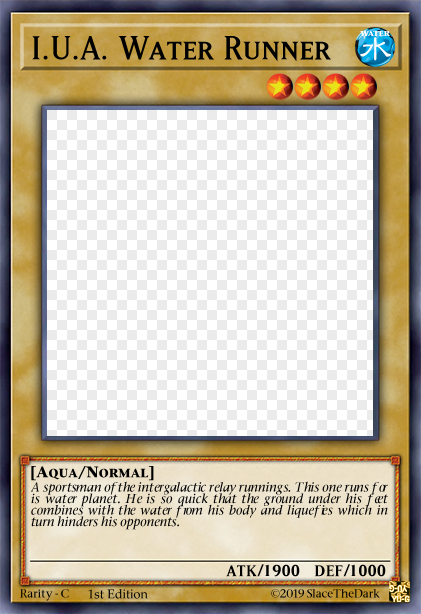 I.U.A. Water Runner
WATER
水
[Aqua/Normal]
A sportsman of the intergalactic relay runnings. This one runs for
is water planet. He is so quick that the ground under his feet
combines with the water from his body and liquefies which in
turn hinders his opponents.
ATK/1900 DEF/1000
Rarity - C 1st Edition ©2019 SlaceTheDark